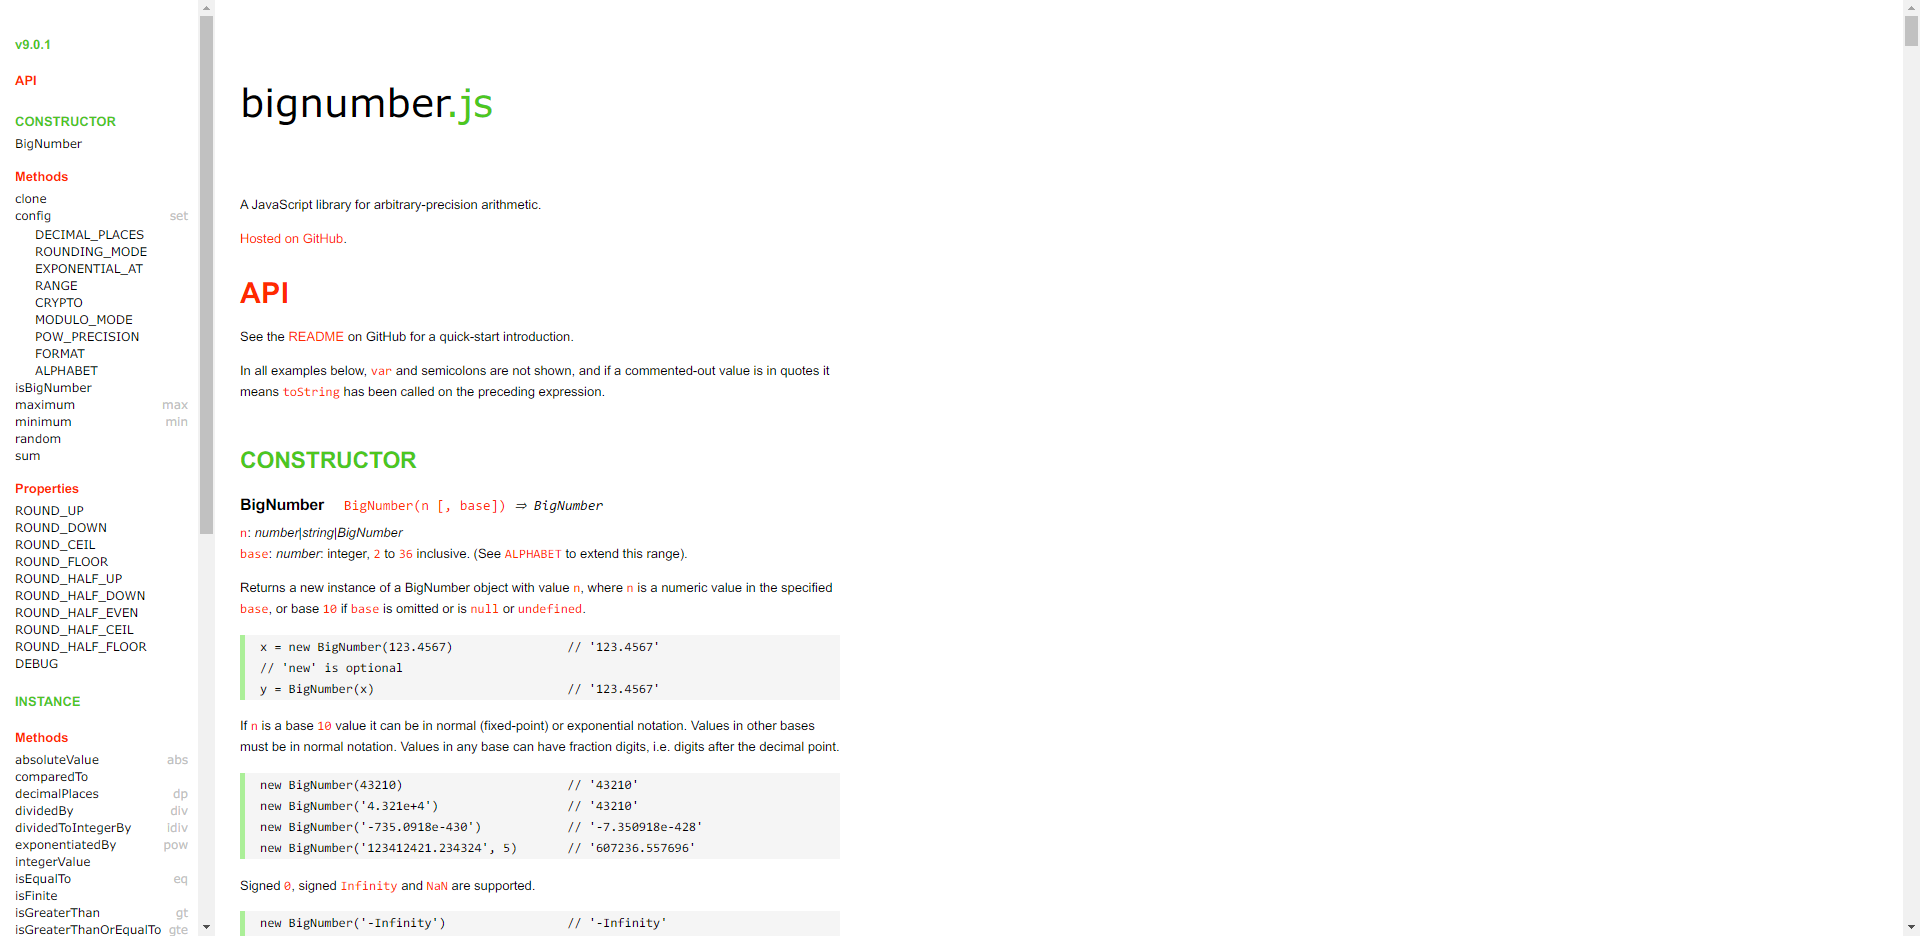 v9.0.1
API
CONSTRUCTOR
BigNumber
Methods
clone
config set
DECIMAL_PLACES
ROUNDING_MODE
EXPONENTIAL_AT
RANGE
CRYPTO
MODULO_MODE
POW_PRECISION
FORMAT
ALPHABET
isBigNumber
maximum max
minimum min
random
sum
Properties
ROUND_UP
ROUND_DOWN
ROUND_CEIL
ROUND_FLOOR
ROUND_HALF_UP
ROUND_HALF_DOWN
ROUND_HALF_EVEN
ROUND_HALF_CEIL
ROUND_HALF_FLOOR
DEBUG
INSTANCE
Methods
absoluteValue abs
comparedTo
decimalPlaces dp
dividedBy div
dividedToIntegerBy idiv
exponentiatedBy pow
integerValue
isEqualTo eq
isFinite
isGreaterThan gt
isGreaterThanOrEqualTo gte
bignumber.js
A JavaScript library for arbitrary-precision arithmetic.
Hosted on GitHub.
API
See the README on GitHub for a quick-start introduction.
In all examples below, var and semicolons are not shown, and if a commented-out value is in quotes it
means toString has been called on the preceding expression.
CONSTRUCTOR
BigNumber BigNumber(n [, base]) ⇒ BigNumber
n: number|string|BigNumber
base: number: integer, 2 to 36 inclusive. (See ALPHABET to extend this range).
Returns a new instance of a BigNumber object with value n, where n is a numeric value in the specified
base, or base 10 if base is omitted or is null or undefined.
x = new BigNumber(123.4567) // '123.4567'
// 'new' is optional
y = BigNumber(x) // '123.4567'
If n is a base 10 value it can be in normal (fixed-point) or exponential notation. Values in other bases
must be in normal notation. Values in any base can have fraction digits, i.e. digits after the decimal point.
new BigNumber(43210) // '43210'
new BigNumber('4.321e+4') // '43210'
new BigNumber('-735.0918e-430') // '-7.350918e-428'
new BigNumber('123412421.234324', 5) // '607236.557696'
Signed 0, signed Infinity and NaN are supported.
new BigNumber('-Infinity') // '-Infinity'